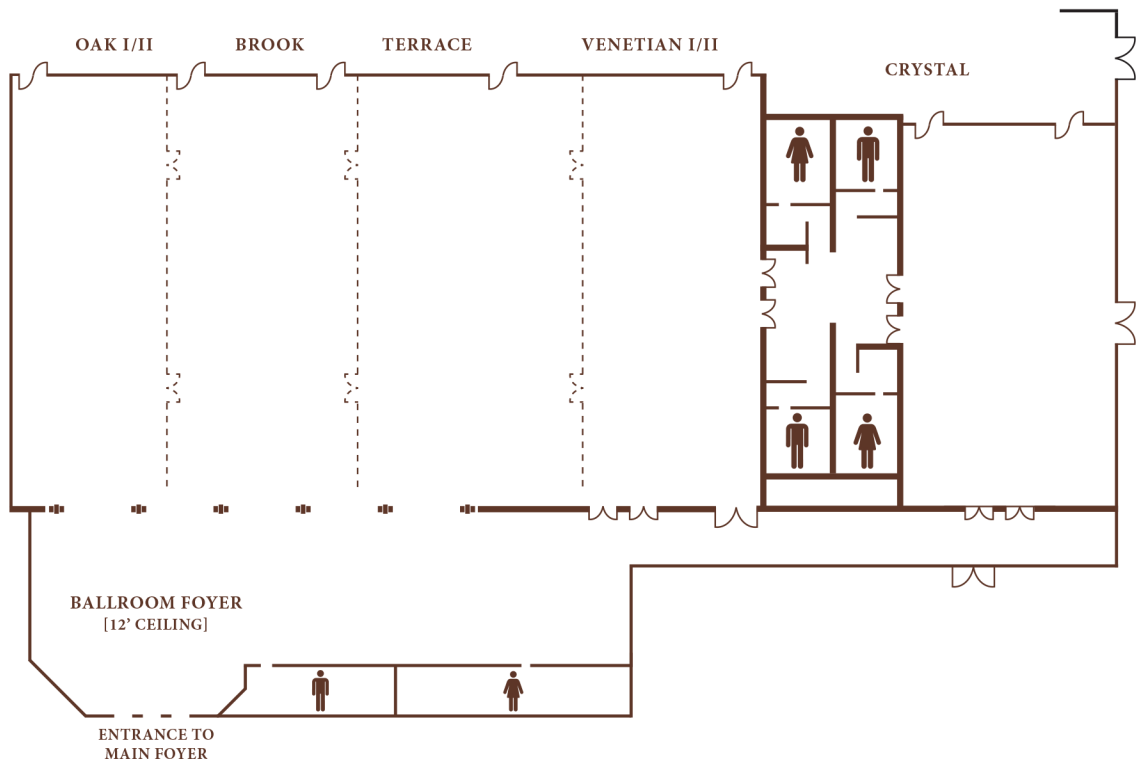 OAK I/II
BROOK
TERRACE
VENETIAN I/II
CRYSTAL
BALLROOM FOYER
[12’ CEILING]
ENTRANCE TO
MAIN FOYER